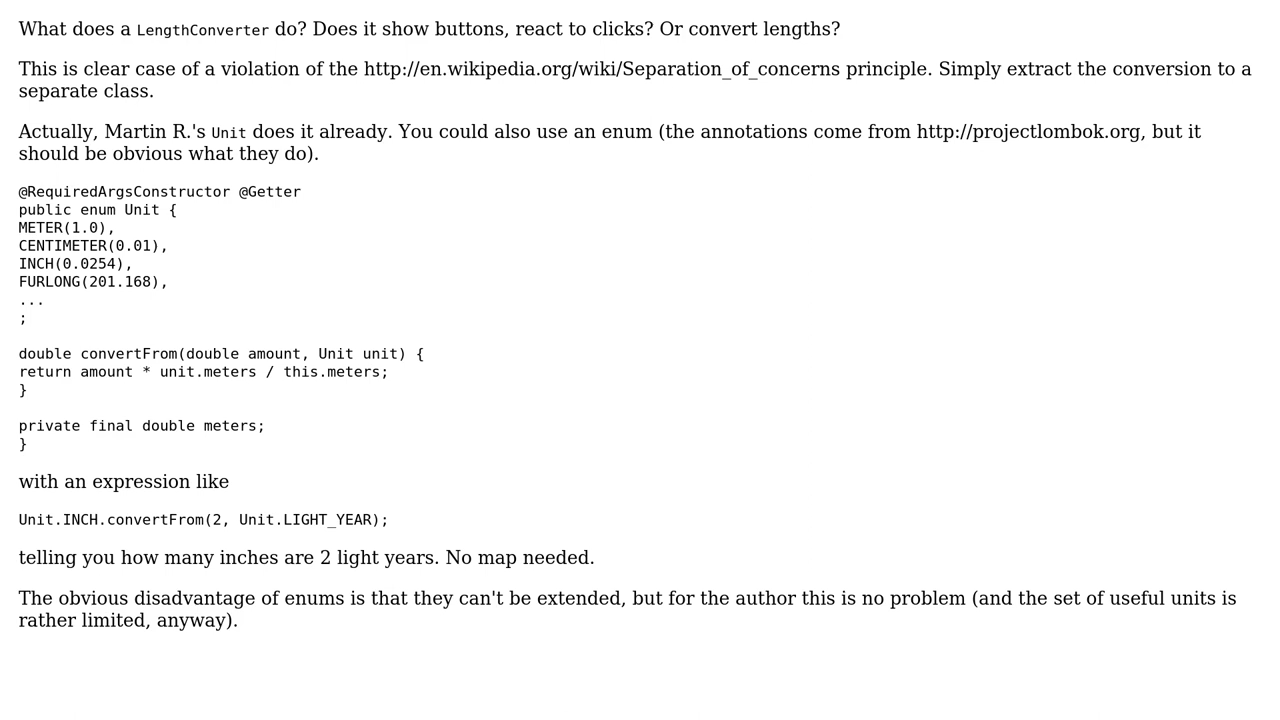 What does a LengthConverter do? Does it show buttons, react to clicks? Or convert lengths?
This is clear case of a violation of the http://en.wikipedia.org/wiki/Separation_of_concerns principle. Simply extract the conversion to a
separate class.
Actually, Martin R.'s Unit does it already. You could also use an enum (the annotations come from http://projectlombok.org, but it
should be obvious what they do).
@RequiredArgsConstructor @Getter
public enum Unit {
METER(1.0),
CENTIMETER(0.01),
INCH(0.0254),
FURLONG(201.168),
...
;
double convertFrom(double amount, Unit unit) {
return amount * unit.meters / this.meters;
}
private final double meters;
}
with an expression like
Unit.INCH.convertFrom(2, Unit.LIGHT_YEAR);
telling you how many inches are 2 light years. No map needed.
The obvious disadvantage of enums is that they can't be extended, but for the author this is no problem (and the set of useful units is
rather limited, anyway).